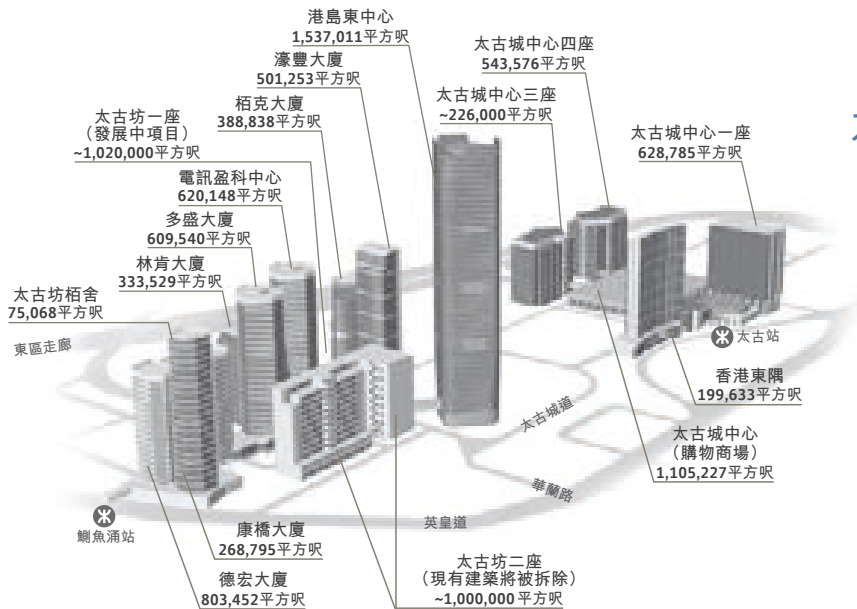 港島東中心
1,537,011平方呎
太古城中心四座
543,576平方呎
濠豐大廈
501,253平方呎
太古城中心三座
~226,000平方呎
栢克大廈
388,838平方呎
太古坊一座
（發展中項目）
~1,020,000平方呎
太古城中心一座
628,785平方呎
電訊盈科中心
620,148平方呎
多盛大廈
609,540平方呎
林肯大廈
333,529平方呎
太古坊栢舍
75,068平方呎
東區走廊
太古站
香港東隅
199,633平方呎
太古城道
太古城中心
（購物商場）
1,105,227平方呎
華蘭路
英皇道
鰂魚涌站
康橋大廈
268,795平方呎
德宏大廈
803,452平方呎
太古坊二座
（現有建築將被拆除）
~1,000,000平方呎